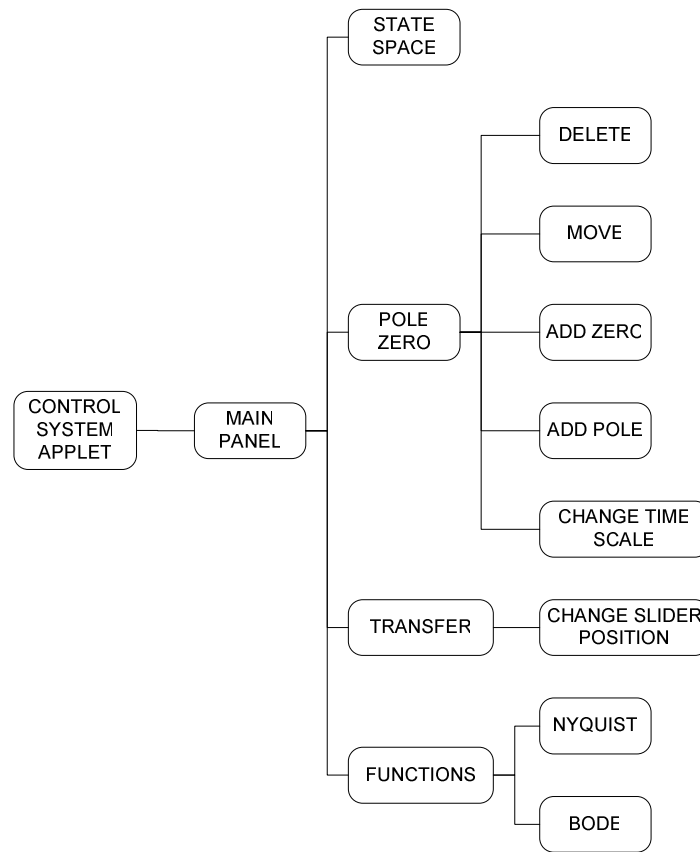 STATE
SPACE
DELETE
MOVE
POLE
ZERO
ADD ZERO
CONTROL
SYSTEM
APPLET
MAIN
PANEL
ADD POLE
CHANGE TIME
SCALE
TRANSFER
CHANGE SLIDER
POSITION
NYQUIST
FUNCTIONS
BODE